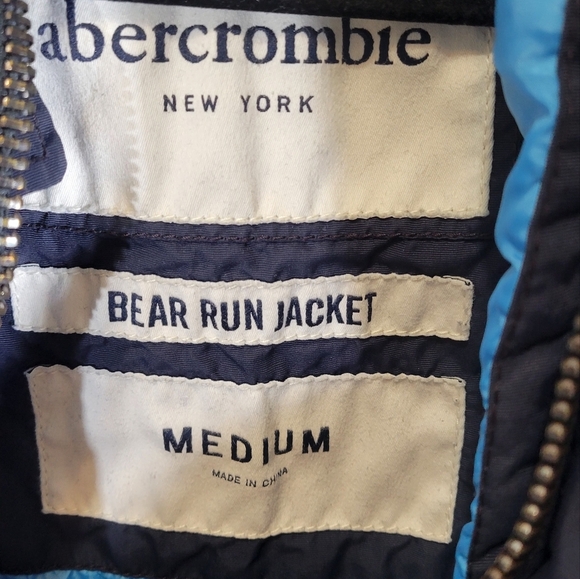 abercrombie
NEW YORK
BEAR RUN JACKET
MEDIUM
MADE IN CHINA